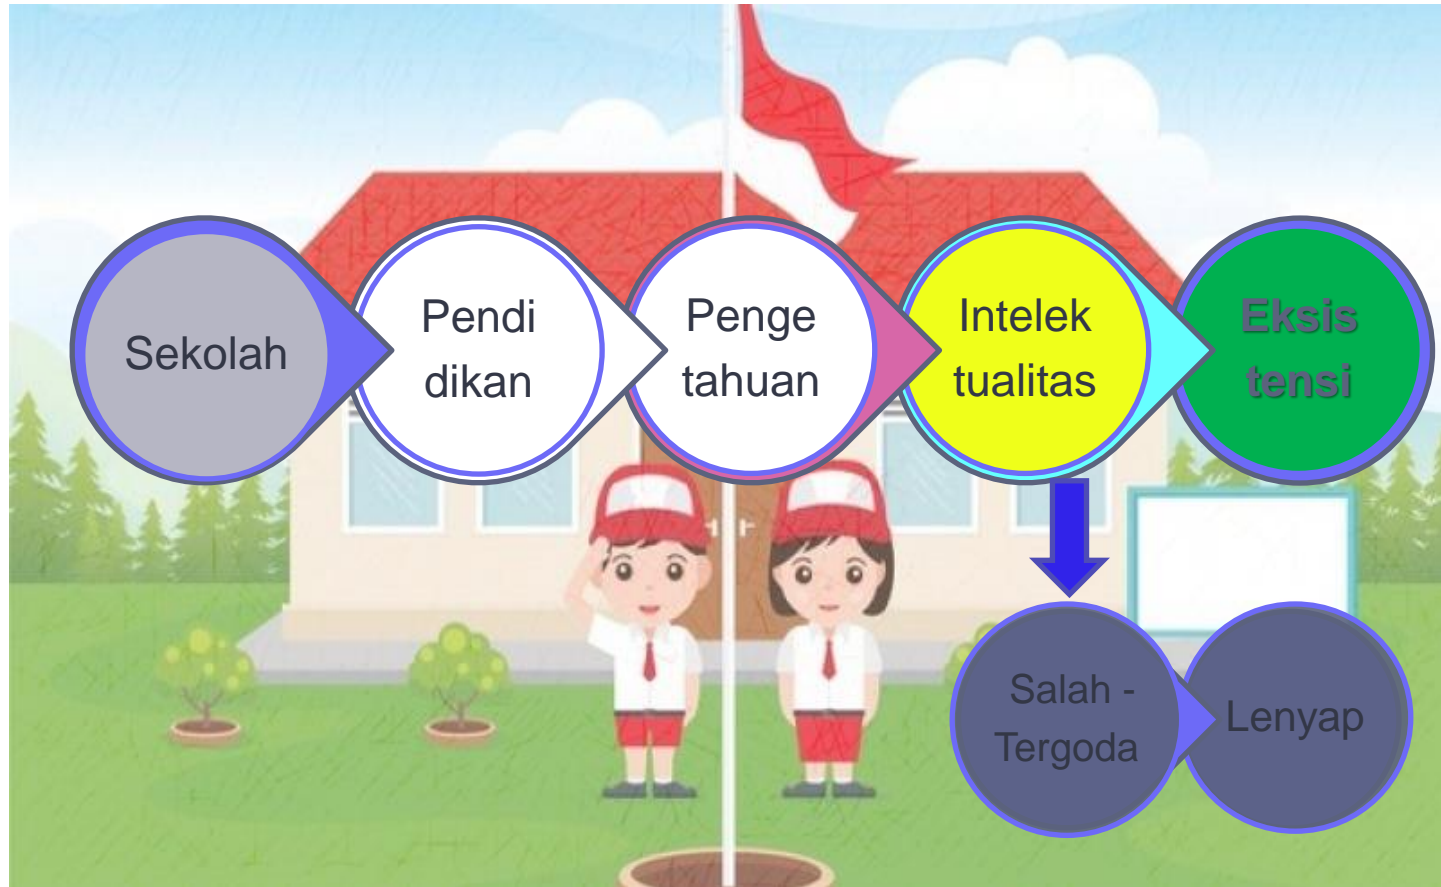 Sekolah
Pendi
dikan
Penge
tahuan
Intelek
tualitas
Eksis
tensi
Salah -
Tergoda
Lenyap